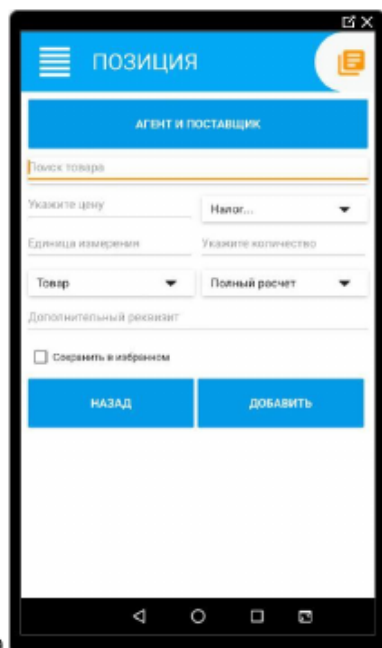 ПОЗИЦИЯ
АГЕНТ И ПОСТАВЩИК
Поиск товара
Укажите цену
Налог...
Единица измерения
Укажите количество
Товар
Полный расчет
Дополнительный реквизит
Сохранить в избранном
НАЗАД
ДОБАВИТЬ